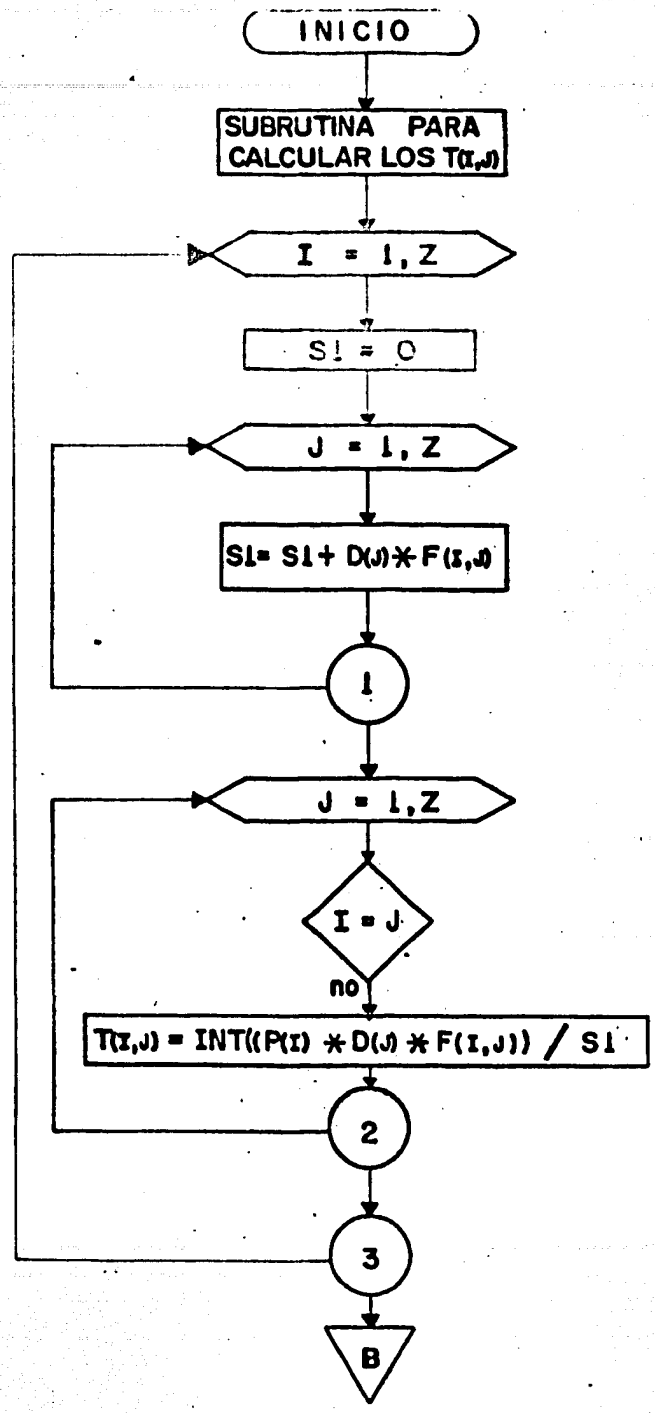 INICIO
SUBRUTINA PARA
CALCULAR LOS T(I,J)
I = 1, Z
S1 = 0
J = 1, Z
S1= S1+ D(J)* F(I,J)
1
J = 1, Z
I = J
no
T(I,J) = INT((P(I) * D(J) * F(I,J)) / S1
2
3
B